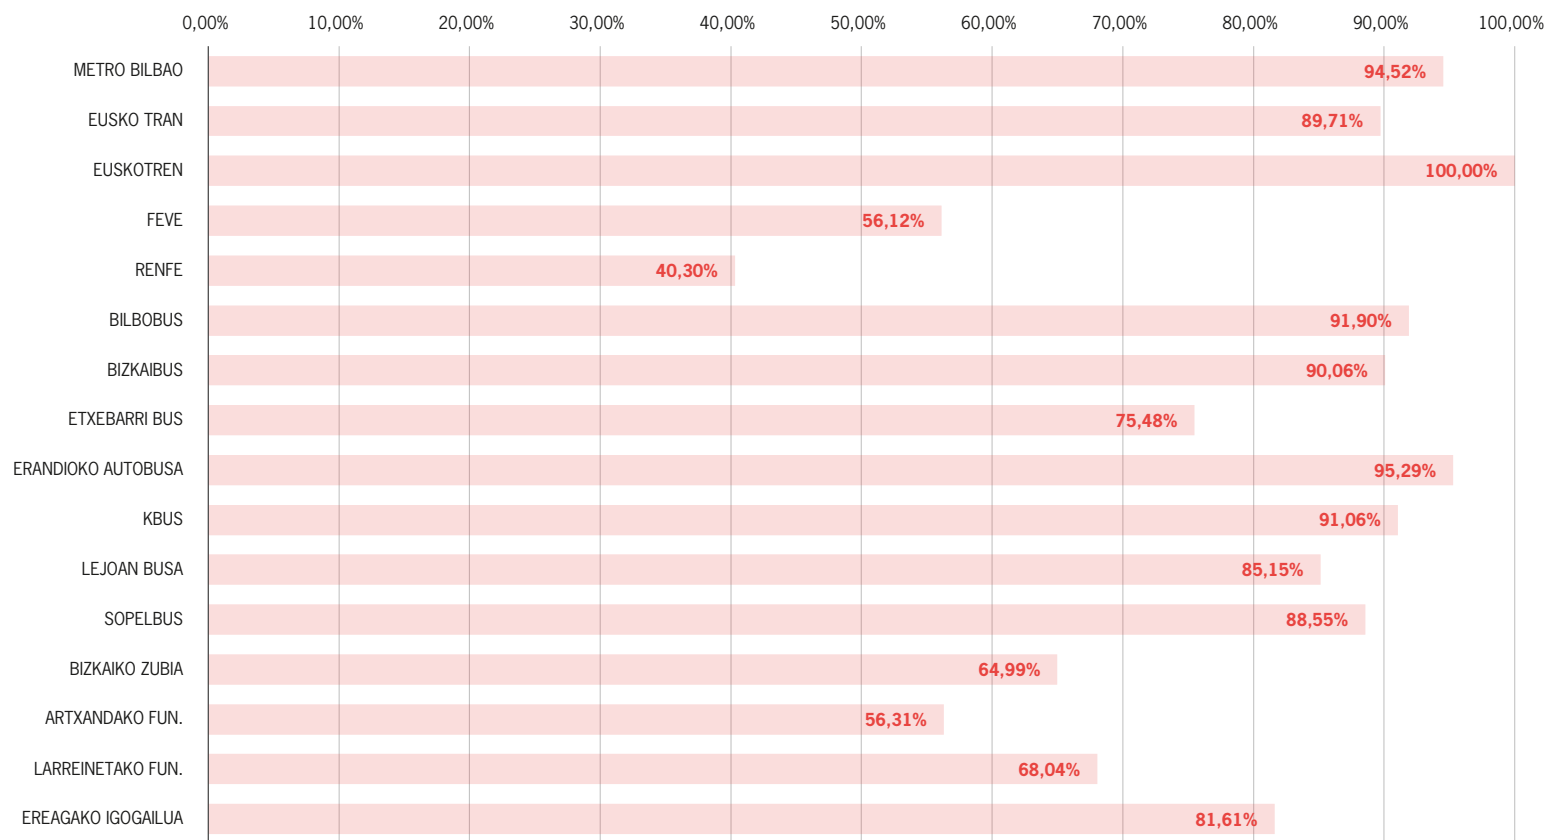 0,00% 10,00% 20,00% 30,00% 40,00% 50,00% 60,00% 70,00% 80,00% 90,00% 100,00%
METRO BILBAO 94,52%
EUSKO TRAN 89,71%
EUSKOTREN 100,00%
FEVE 56,12%
RENFE 40,30%
BILBOBUS 91,90%
BIZKAIBUS 90,06%
ETXEBARRI BUS 75,48%
ERANDIOKO AUTOBUSA 95,29%
KBUS 91,06%
LEJOAN BUSA 85,15%
SOPELBUS 88,55%
BIZKAIKO ZUBIA 64,99%
ARTXANDAKO FUN. 56,31%
LARREINETAKO FUN. 68,04%
EREAGAKO IGOGAILUA 81,61%